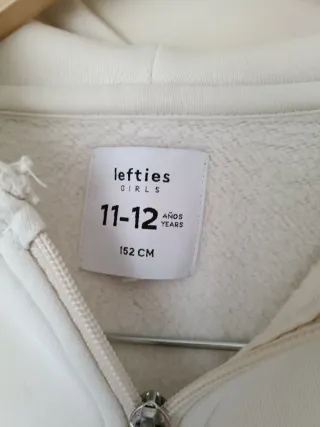 lefties
GIRLS
11-12 AÑOS YEARS
152 CM